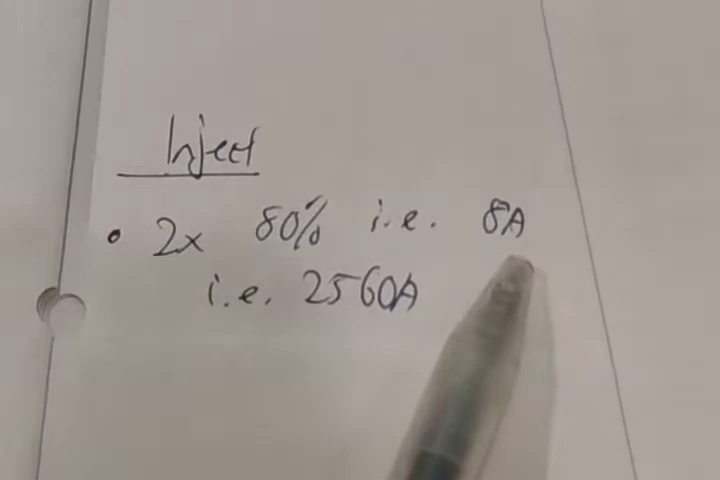 Inject
• 2x 80% i.e. 8A
i.e. 2560A